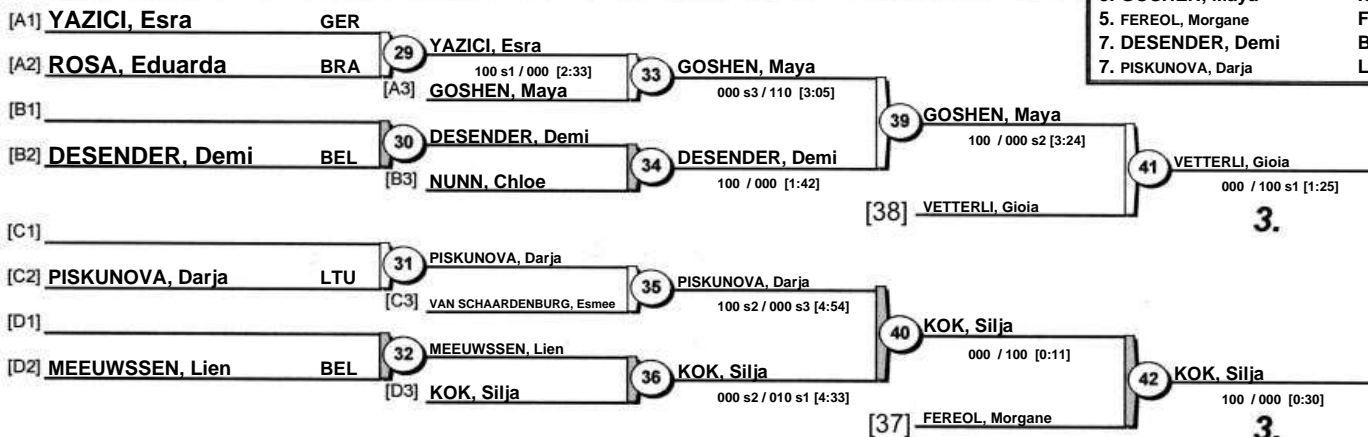 [A1] YAZICI, Esra GER
[A2] ROSA, Eduarda BRA
29
YAZICI, Esra
100 s1 / 000 [2:33]
[A3] GOSHEN, Maya
33
GOSHEN, Maya
000 s3 / 110 [3:05]
[B1]
[B2] DESENDER, Demi BEL
30
DESENDER, Demi
[B3] NUNN, Chloe
34
DESENDER, Demi
100 / 000 [1:42]
39
GOSHEN, Maya
100 / 000 s2 [3:24]
[38] VETTERLI, Gioia
41
VETTERLI, Gioia
000 / 100 s1 [1:25]
3.
[C1]
[C2] PISKUNOVA, Darja LTU
31
PISKUNOVA, Darja
[C3] VAN SCHAARDENBURG, Esmee
35
PISKUNOVA, Darja
100 s2 / 000 s3 [4:54]
[D1]
[D2] MEEUWSSEN, Lien BEL
32
MEEUWSSEN, Lien
[D3] KOK, Silja
36
KOK, Silja
000 s2 / 010 s1 [4:33]
40
KOK, Silja
000 / 100 [0:11]
[37] FEREOL, Morgane
42
KOK, Silja
100 / 000 [0:30]
3.
5. FEREOL, Morgane F
7. DESENDER, Demi B
7. PISKUNOVA, Darja L